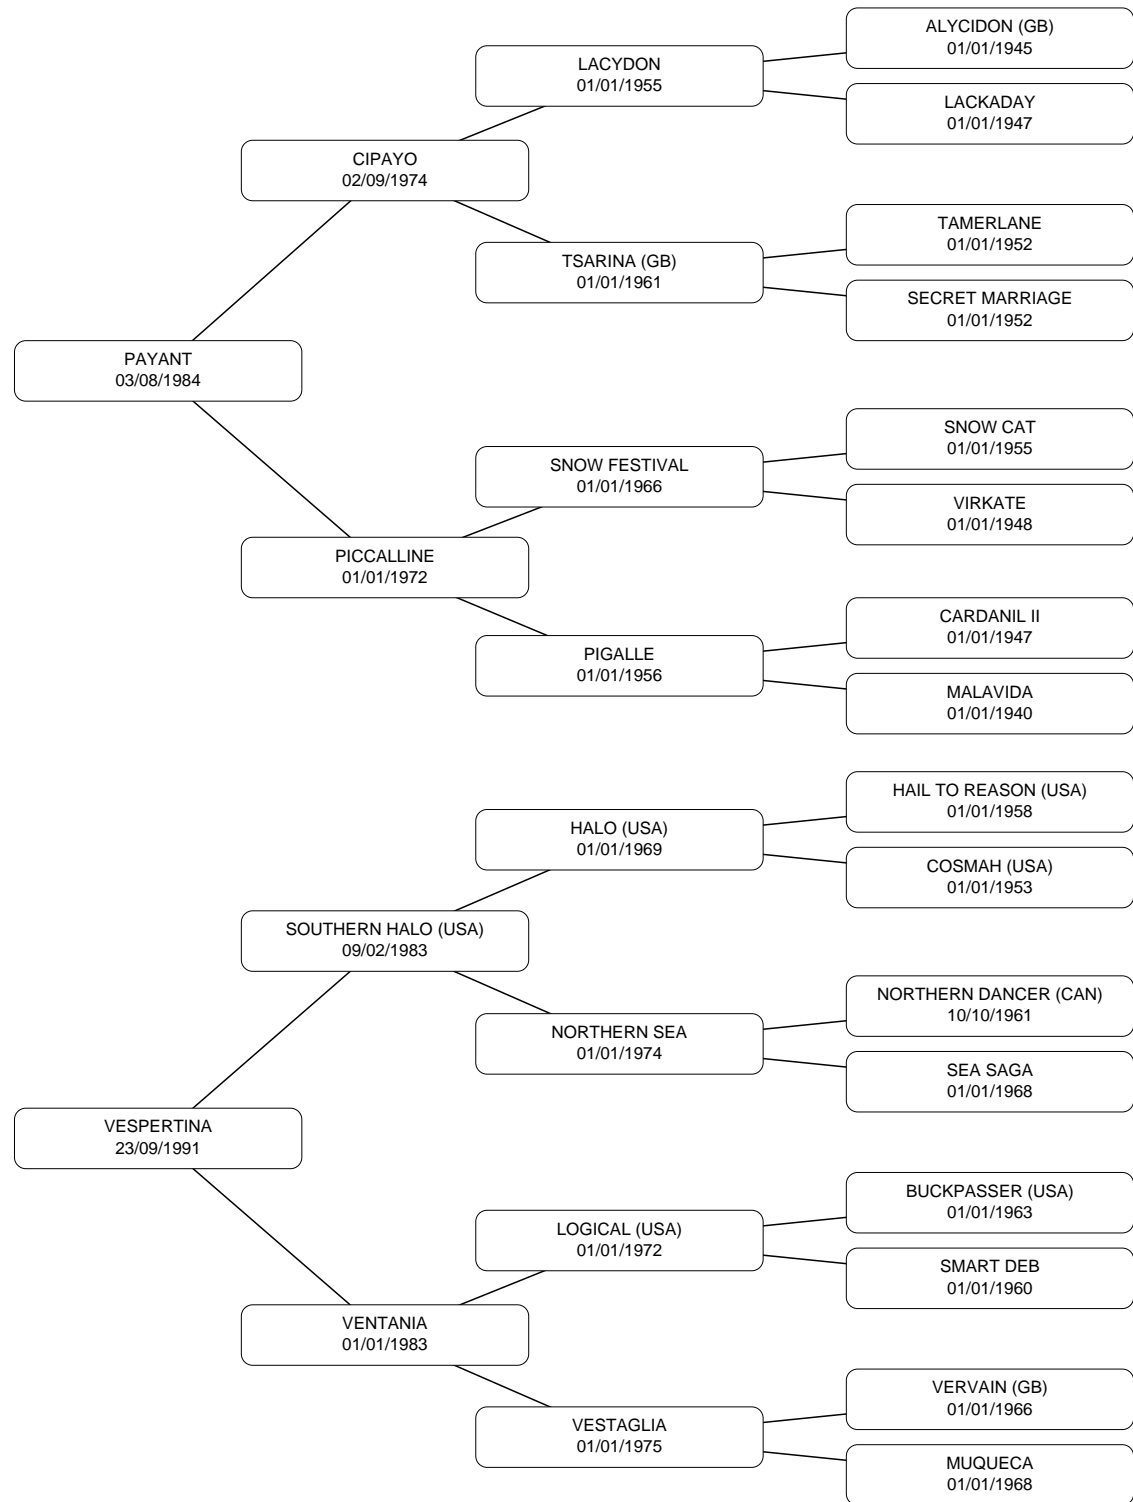 ALYCIDON (GB)
01/01/1945
LACYDON
01/01/1955
LACKADAY
01/01/1947
CIPAYO
02/09/1974
TAMERLANE
01/01/1952
TSARINA (GB)
01/01/1961
SECRET MARRIAGE
01/01/1952
PAYANT
03/08/1984
SNOW CAT
01/01/1955
SNOW FESTIVAL
01/01/1966
VIRKATE
01/01/1948
PICCALLINE
01/01/1972
CARDANIL II
01/01/1947
PIGALLE
01/01/1956
MALAVIDA
01/01/1940
HAIL TO REASON (USA)
01/01/1958
HALO (USA)
01/01/1969
COSMAH (USA)
01/01/1953
SOUTHERN HALO (USA)
09/02/1983
NORTHERN DANCER (CAN)
10/10/1961
NORTHERN SEA
01/01/1974
SEA SAGA
01/01/1968
VESPERTINA
23/09/1991
BUCKPASSER (USA)
01/01/1963
LOGICAL (USA)
01/01/1972
SMART DEB
01/01/1960
VENTANIA
01/01/1983
VERVAIN (GB)
01/01/1966
VESTAGLIA
01/01/1975
MUQUECA
01/01/1968